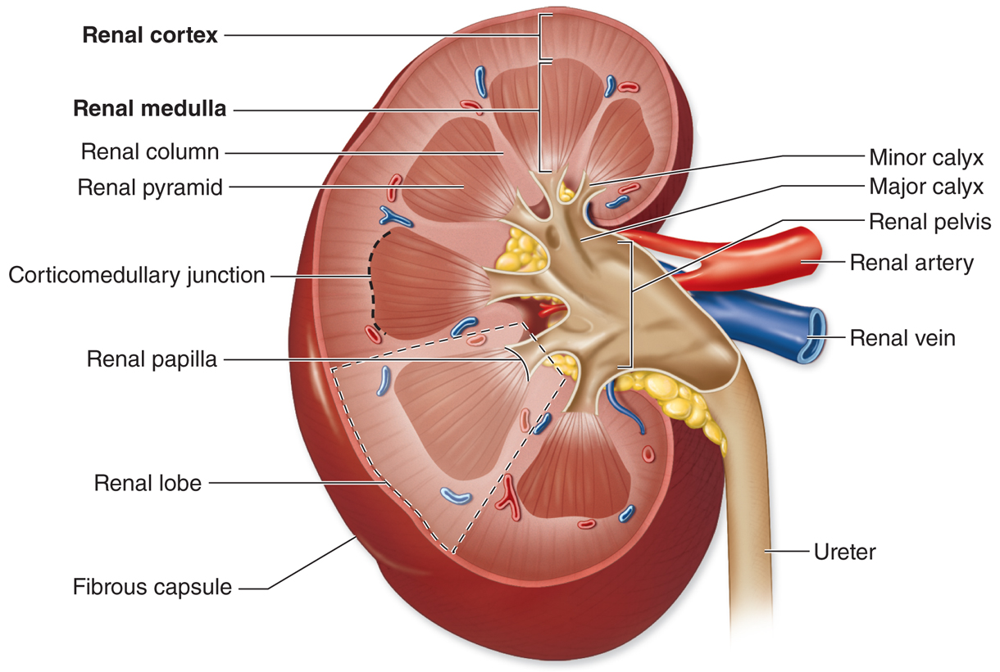 Renal cortex
Renal medulla
Renal column
Renal pyramid
Corticomedullary junction
Renal papilla
Renal lobe
Fibrous capsule
Minor calyx
Major calyx
Renal pelvis
Renal artery
Renal vein
Ureter